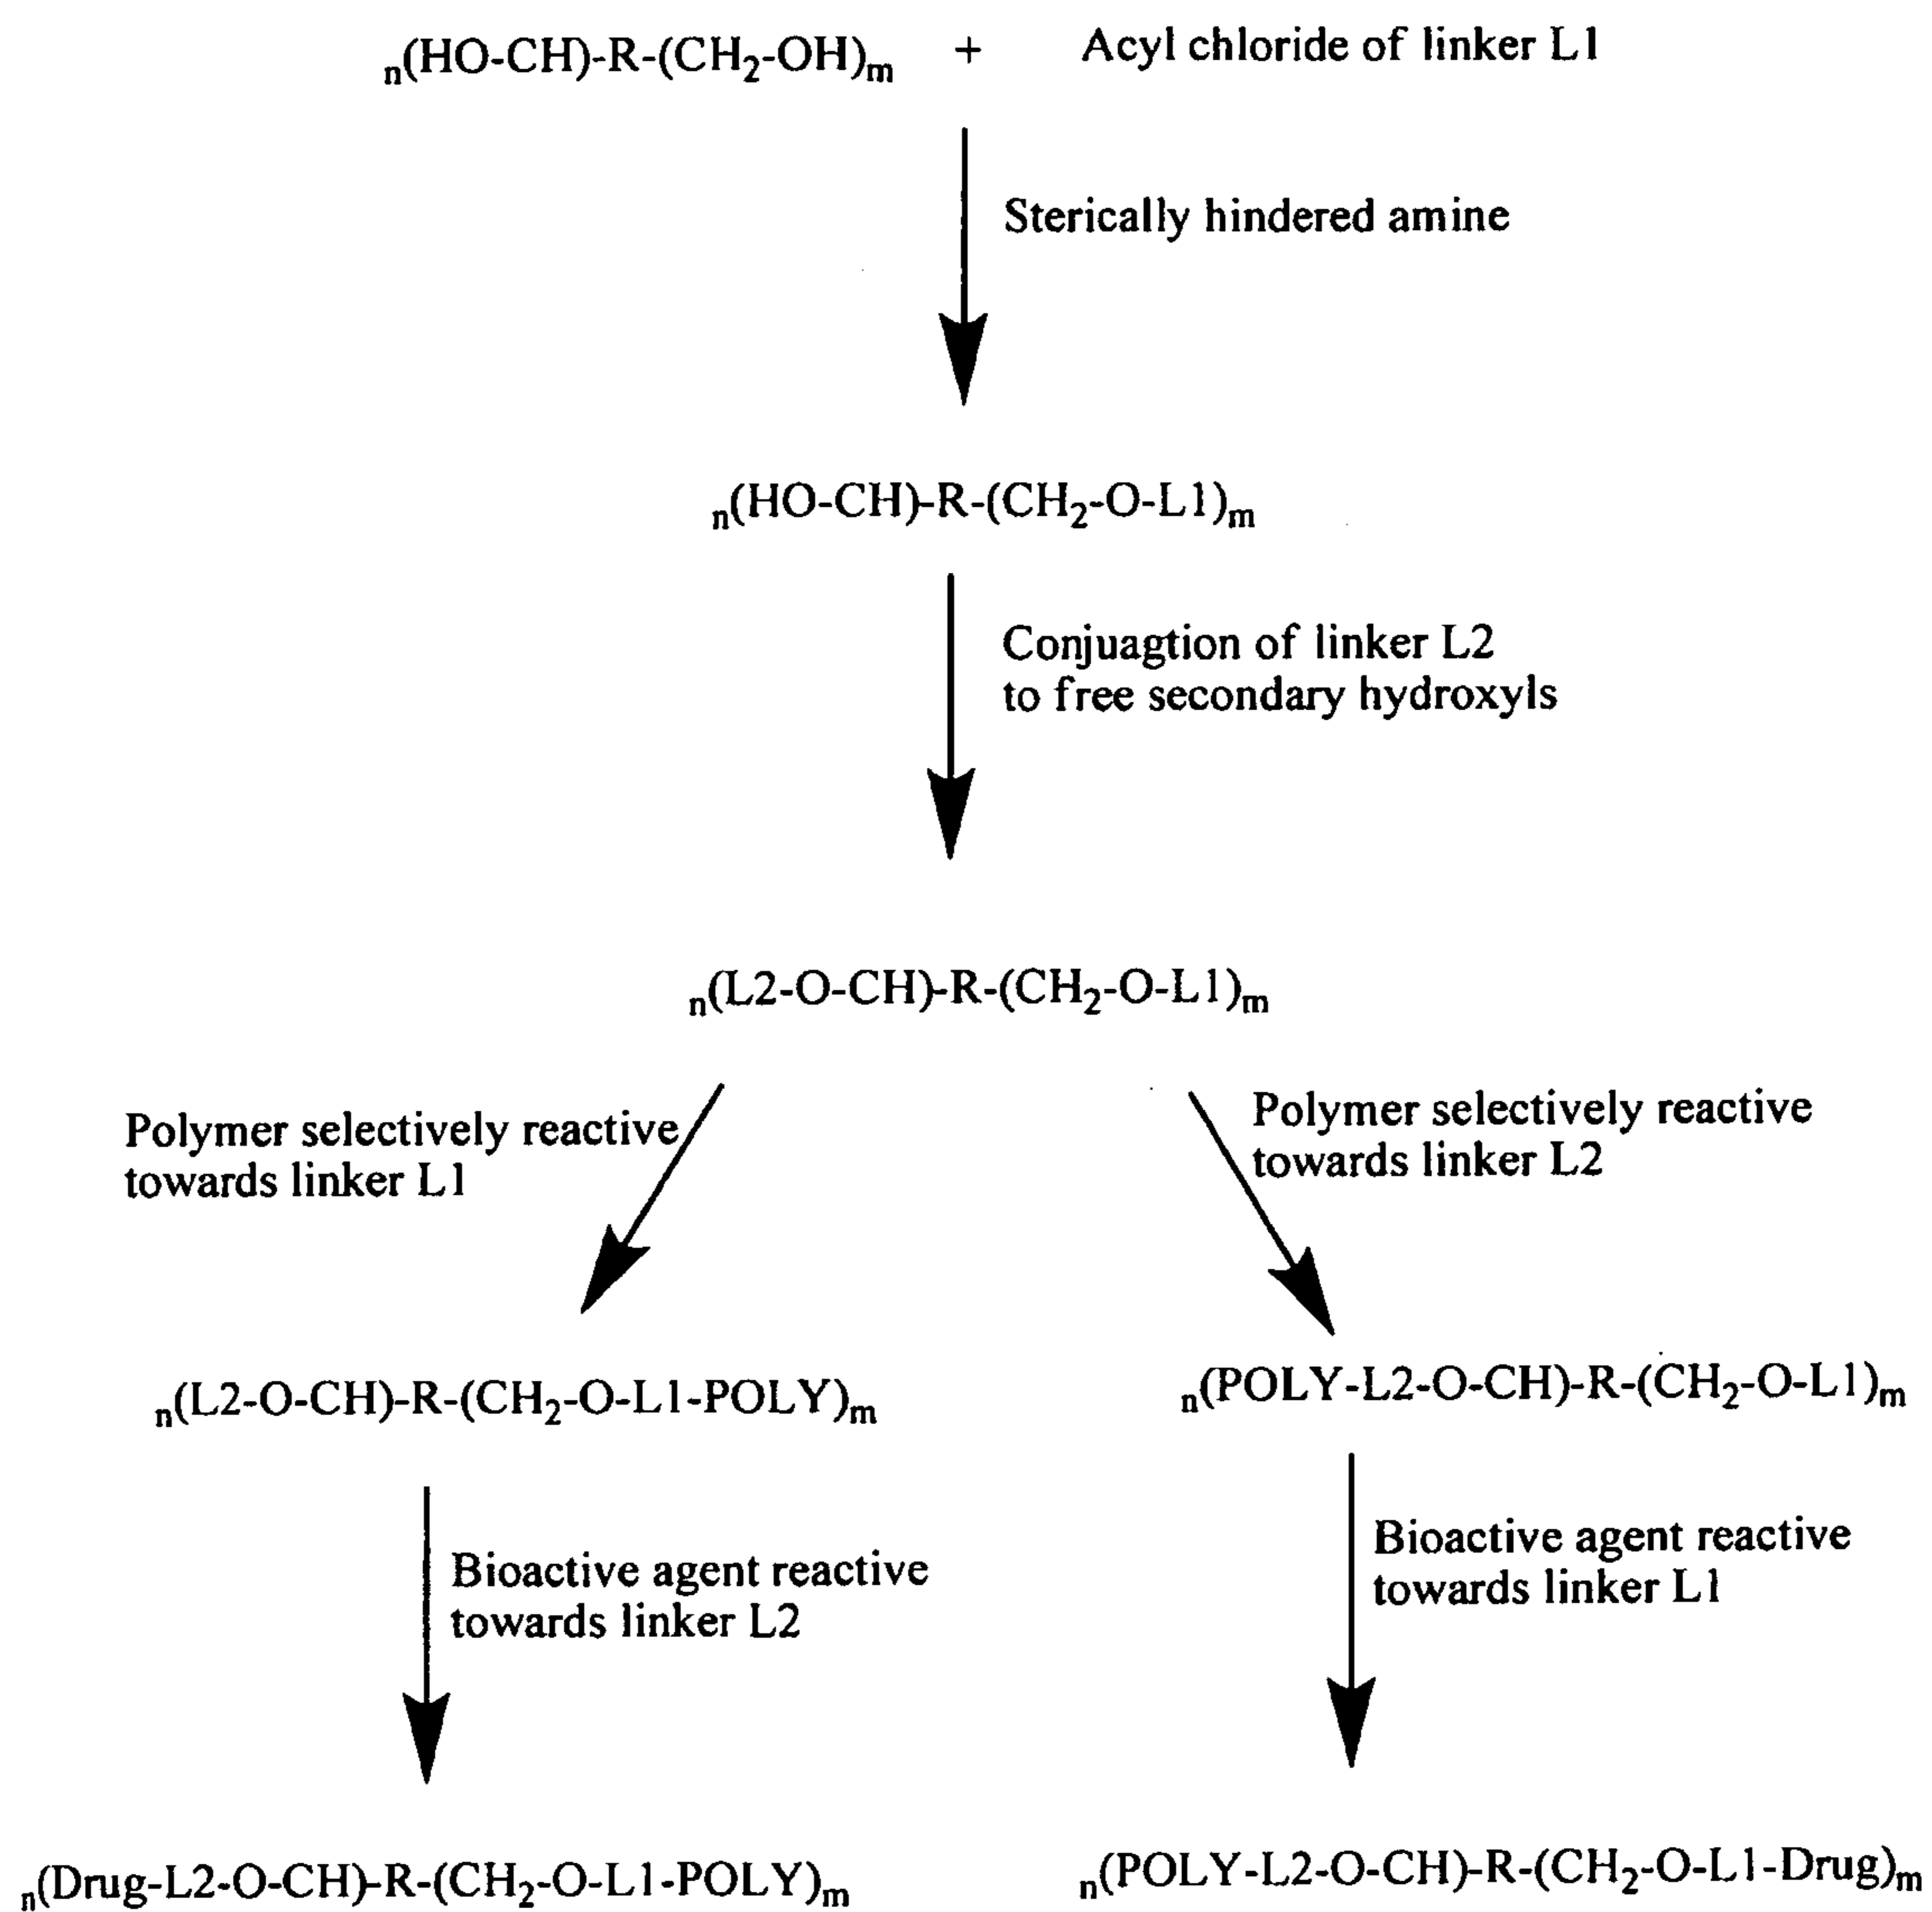 n(HO-CH)-R-(CH2-OH)m + Acyl chloride of linker L1
Sterically hindered amine
n(HO-CH)-R-(CH2-O-L1)m
Conjuagtion of linker L2
to free secondary hydroxyls
n(L2-O-CH)-R-(CH2-O-L1)m
Polymer selectively reactive
towards linker L1
Polymer selectively reactive
towards linker L2
n(L2-O-CH)-R-(CH2-O-L1-POLY)m
n(POLY-L2-O-CH)-R-(CH2-O-L1)m
Bioactive agent reactive
towards linker L2
Bioactive agent reactive
towards linker L1
n(Drug-L2-O-CH)-R-(CH2-O-L1-POLY)m
n(POLY-L2-O-CH)-R-(CH2-O-L1-Drug)m